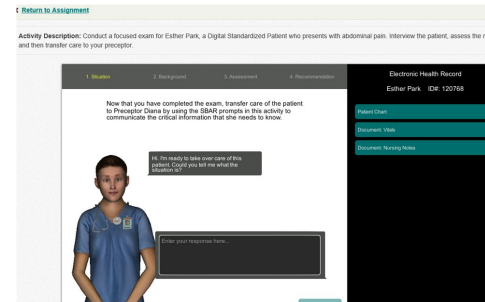 Return to Assignment
Activity Description: Conduct a focused exam for Esther Park, a Digital Standardized Patient who presents with abdominal pain. Interview the patient, assess the
and then transfer care to your preceptor.
1. Situation
2. Background
3. Assessment
4. Recommendation
Now that you have completed the exam, transfer care of the patient
to Preceptor Diana by using the SBAR prompts in this activity to
communicate the critical information that she needs to know.
Hi. I'm ready to take over care of this
patient. Could you tell me what the
situation is?
Enter your response here...
Electronic Health Record
Esther Park ID#: 120768
Patient Chart
Document: Vitals
Document: Nursing Notes